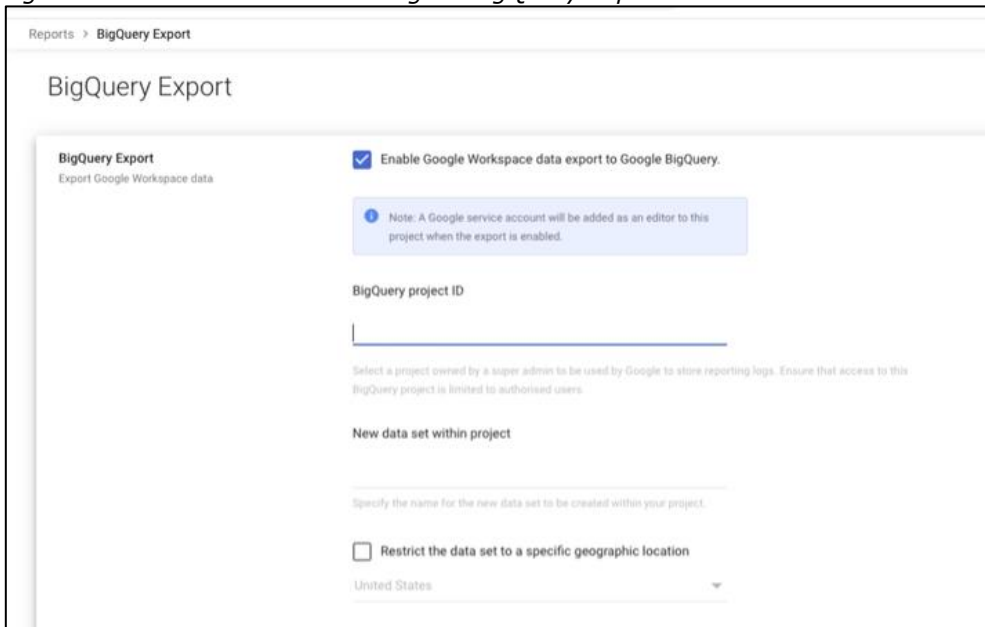 Reports > BigQuery Export
BigQuery Export
BigQuery Export
Export Google Workspace data
Enable Google Workspace data export to Google BigQuery.
Note: A Google service account will be added as an editor to this
project when the export is enabled.
BigQuery project ID
Select a project owned by a super admin to be used by Google to store reporting logs. Ensure that access to this
BigQuery project is limited to authorised users.
New data set within project
Specify the name for the new data set to be created within your project.
Restrict the data set to a specific geographic location
United States